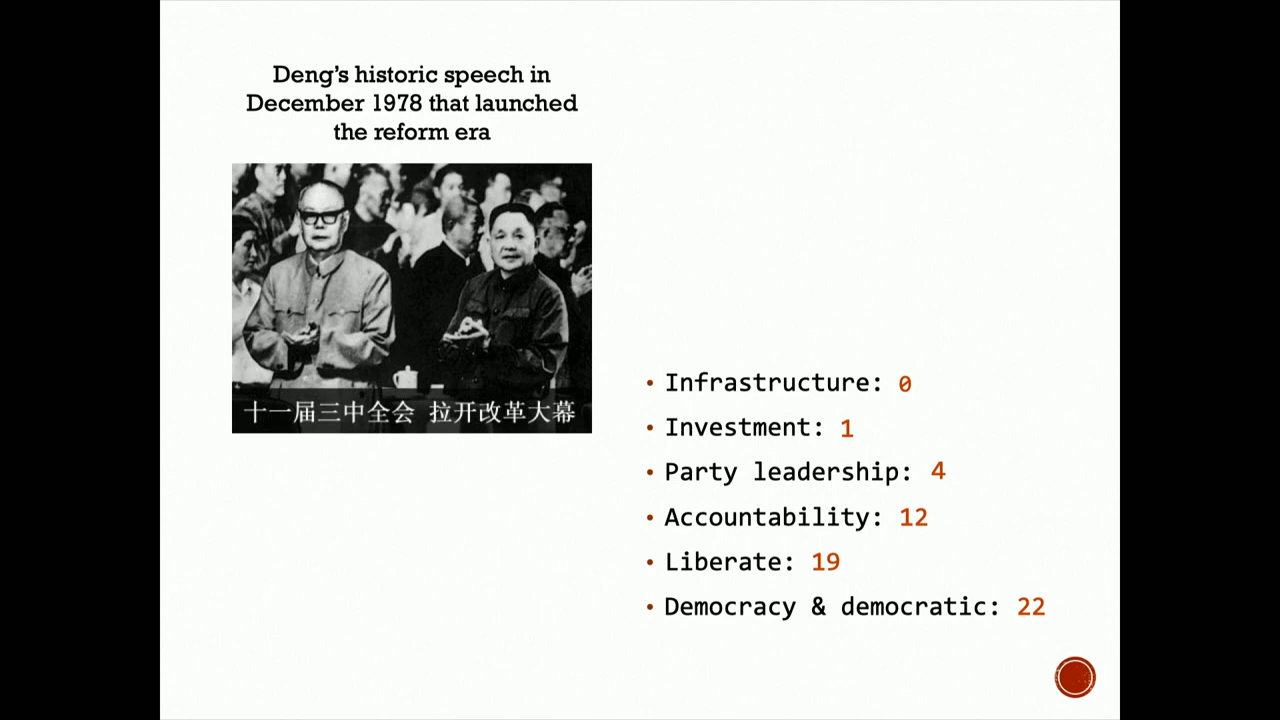 Deng’s historic speech in
December 1978 that launched
the reform era
十一届三中全会 拉开改革大幕
• Infrastructure: 0
• Investment: 1
• Party leadership: 4
• Accountability: 12
• Liberate: 19
• Democracy & democratic: 22